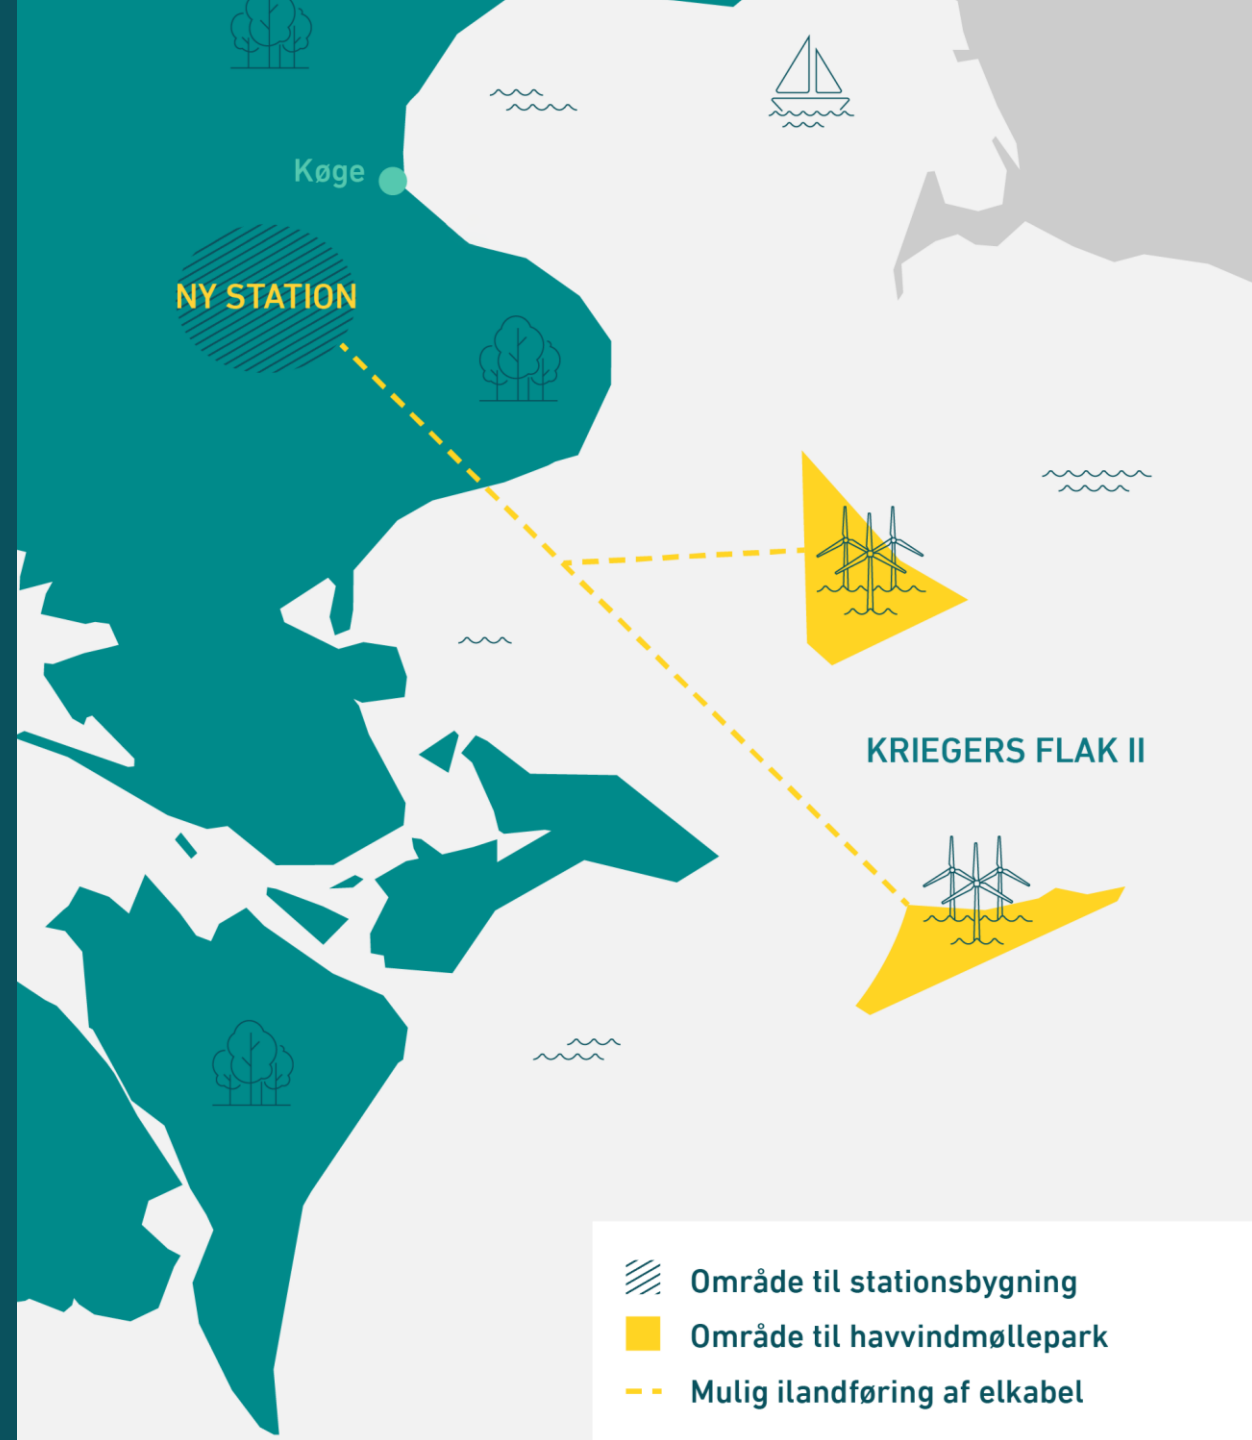 Køge
NY STATION
KRIEGERS FLAK II
Område til stationsbygning
Område til havvindmøllepark
Mulig ilandføring af elkabel